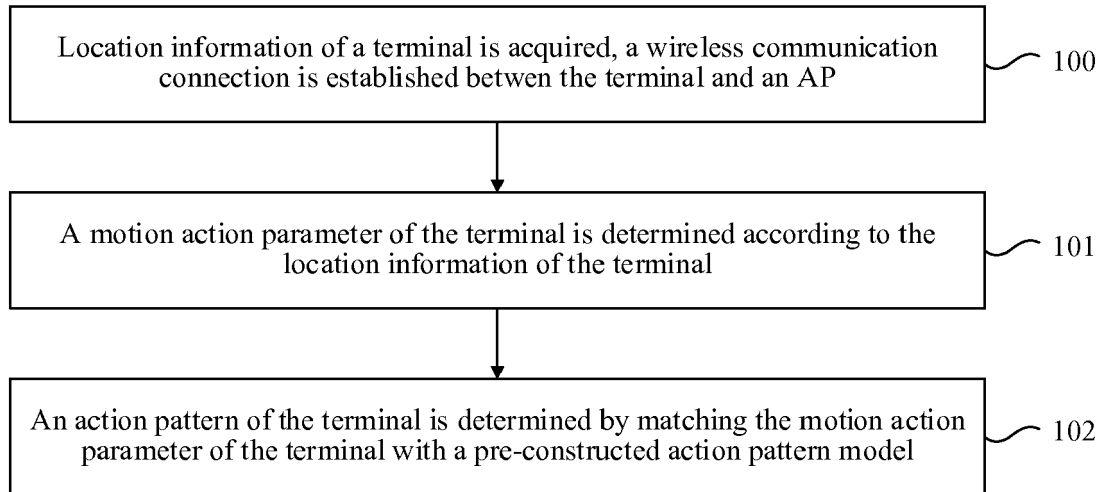 Location information of a terminal is acquired, a wireless communication
connection is established betwen the terminal and an AP
100
A motion action parameter of the terminal is determined according to the
location information of the terminal
101
An action pattern of the terminal is determined by matching the motion action
parameter of the terminal with a pre-constructed action pattern model
102